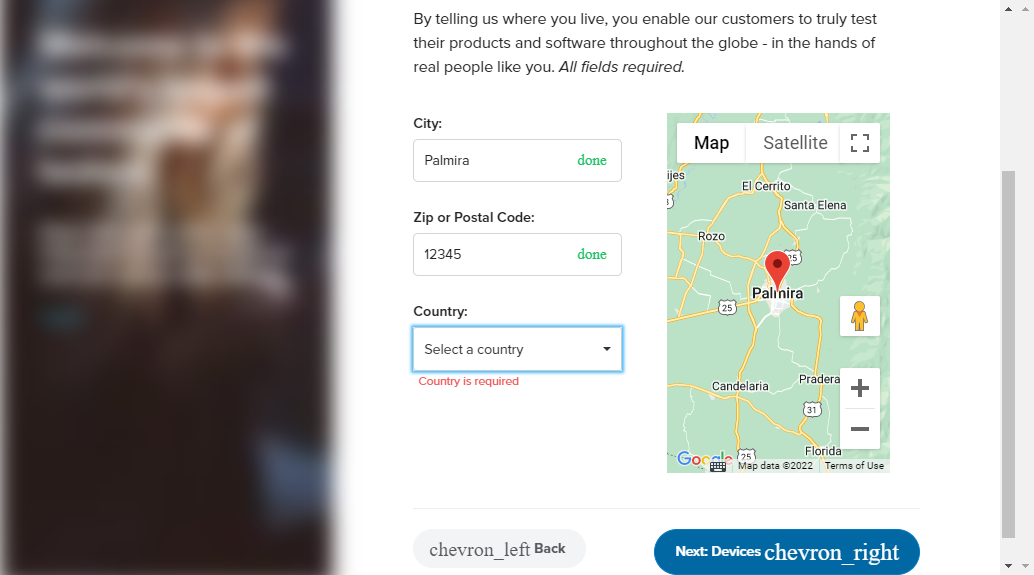 By telling us where you live, you enable our customers to truly test
their products and software throughout the globe - in the hands of
real people like you. All fields required.
City:
Palmira
done
Zip or Postal Code:
12345
done
Country:
Select a country
Country is required
Map
Satellite
ijes
El Cerrito
Santa Elena
Rozo
25
Palmira
25
Candelaria
Pradera
31
Florida
25
Google
Map data ©2022
Terms of Use
chevron_left Back
Next: Devices chevron_right